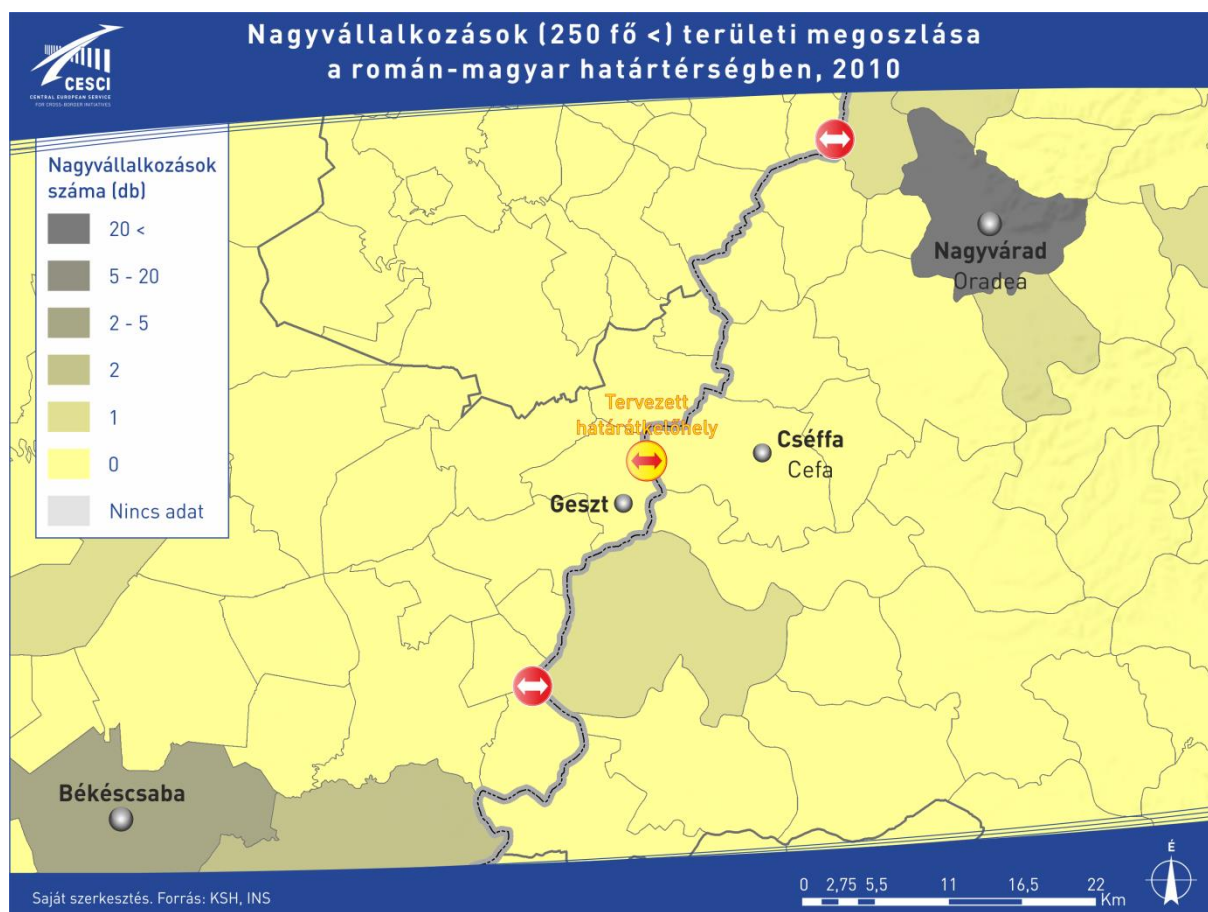 CESCI
CENTRAL EUROPEAN SERVICE
FOR CROSS-BORDER INITIATIVES
Nagyvállalkozások (250 fő <) területi megoszlása
a román-magyar határtérségben, 2010
Nagyvállalkozások
száma (db)
20 <
5 - 20
2 - 5
2
1
0
Nincs adat
Nagyvárad
Oradea
Tervezett
határátkelőhely
Cséffa
Cefa
Geszt
Békéscsaba
Saját szerkesztés. Forrás: KSH, INS
0 2,75 5,5 11 16,5 22
Km
É